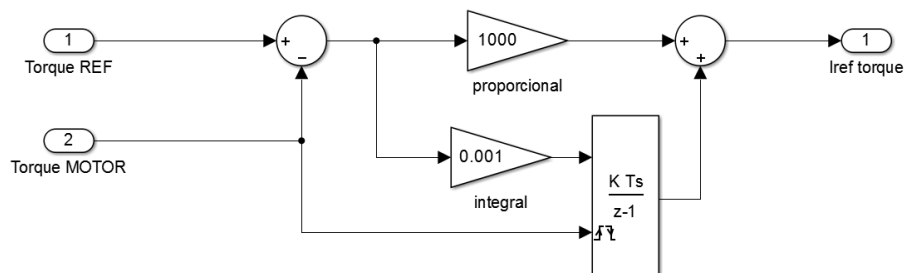 1
Torque REF
+
−
1000
proporcional
+
+
1
Iref torque
2
Torque MOTOR
0.001
integral
K Ts
z-1